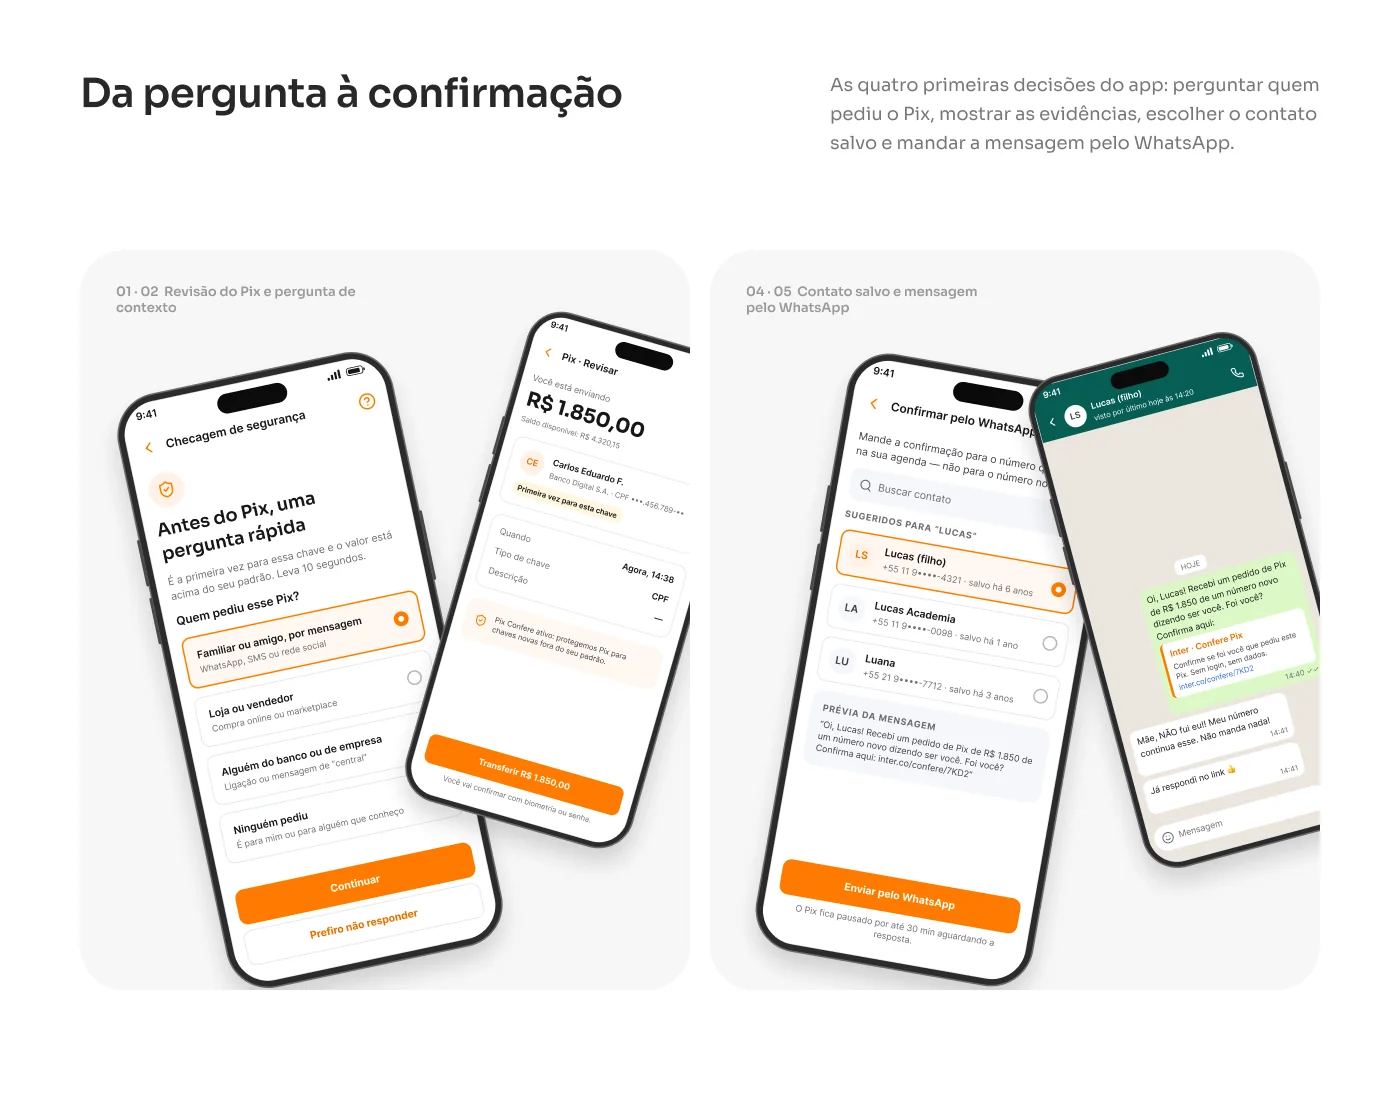 Da pergunta à confirmação
As quatro primeiras decisões do app: perguntar quem
pediu o Pix, mostrar as evidências, escolher o contato
salvo e mandar a mensagem pelo WhatsApp.
01 · 02 Revisão do Pix e pergunta de
contexto
9:41
Checagem de segurança
Antes do Pix, uma
pergunta rápida
É a primeira vez para essa chave e o valor está
acima do seu padrão. Leva 10 segundos.
Quem pediu esse Pix?
Familiar ou amigo, por mensagem
WhatsApp, SMS ou rede social
Loja ou vendedor
Compra online ou marketplace
Alguém do banco ou de empresa
Ligação ou mensagem de "central"
Ninguém pediu
É para mim ou para alguém que conheço
Continuar
Prefiro não responder
9:41
Pix · Revisar
Você está enviando
R$ 1.850,00
Saldo disponível: R$ 4.320,15
CE
Carlos Eduardo F.
Banco Digital S.A. · CPF •••.456.789-••
Primeira vez para esta chave
Quando
Agora, 14:38
Tipo de chave
CPF
Descrição
—
Pix Confere ativo: protegemos Pix para
chaves novas fora do seu padrão.
Transferir R$ 1.850,00
Você vai confirmar com biometria ou senha.
04 · 05 Contato salvo e mensagem
pelo WhatsApp
9:41
Confirmar pelo WhatsApp
Mande a confirmação para o número
na sua agenda — não para o número
Buscar contato
SUGERIDOS PARA "LUCAS"
LS
Lucas (filho)
+55 11 9••••-4321 · salvo há 6 anos
LA
Lucas Academia
+55 11 9••••-0098 · salvo há 1 ano
LU
Luana
+55 21 9••••-7712 · salvo há 3 anos
PRÉVIA DA MENSAGEM
"Oi, Lucas! Recebi um pedido de Pix de R$ 1.850 de
um número novo dizendo ser você. Foi você?
Confirma aqui: inter.co/confere/7KD2"
Enviar pelo WhatsApp
O Pix fica pausado por até 30 min aguardando a
resposta.
9:41
LS
Lucas (filho)
visto por último hoje às 14:20
HOJE
Oi, Lucas! Recebi um pedido de Pix
de R$ 1.850 de um número novo
dizendo ser você. Foi você?
Confirma aqui:
Inter · Confere Pix
Confirme se foi você que pediu este
Pix. Sem login, sem dados.
inter.co/confere/7KD2
14:40
Mãe, NÃO fui eu!! Meu número
continua esse. Não manda nada!
14:41
Já respondi no link 👍
14:41
Mensagem